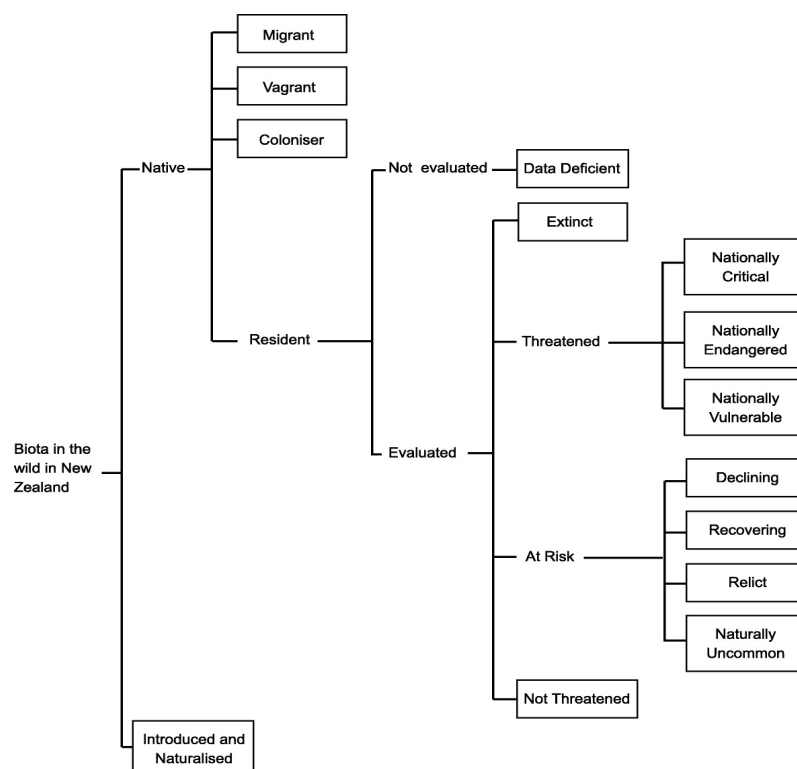 Migrant
Vagrant
Coloniser
Native
Not evaluated
Data Deficient
Extinct
Nationally
Critical
Resident
Threatened
Nationally
Endangered
Nationally
Vulnerable
Biota in the
wild in New
Zealand
Evaluated
Declining
Recovering
At Risk
Relict
Naturally
Uncommon
Not Threatened
Introduced and
Naturalised